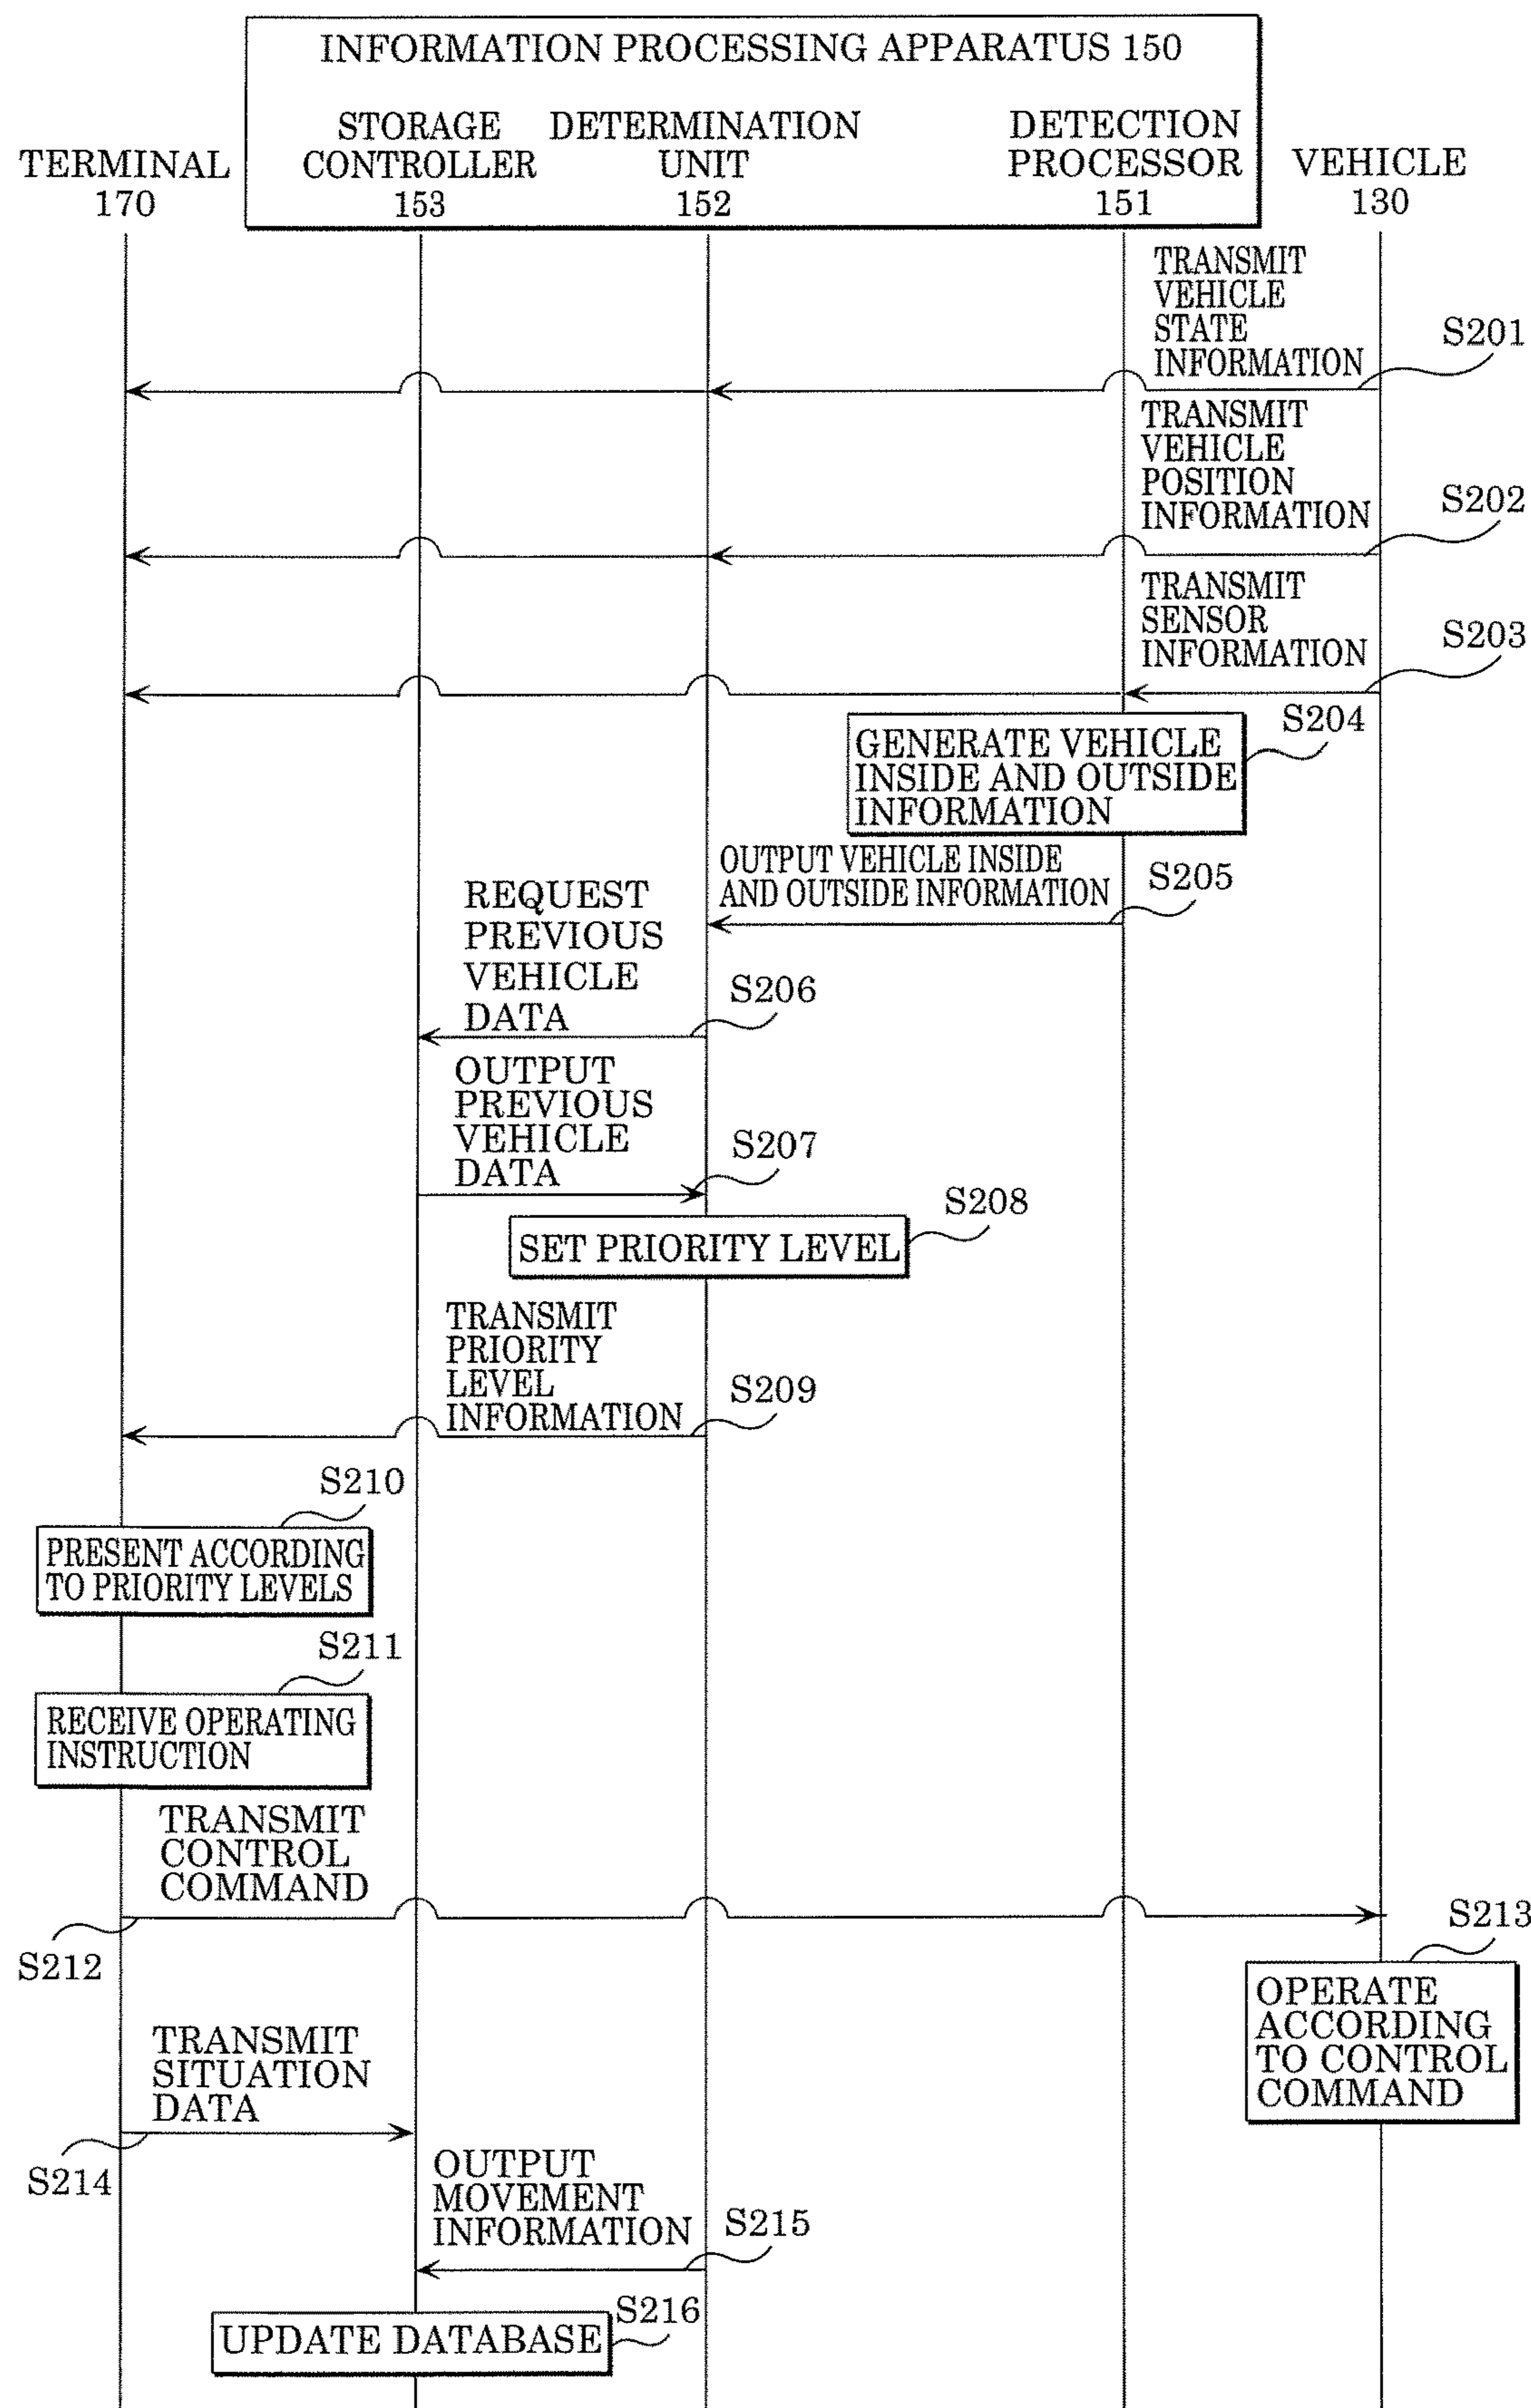 INFORMATION PROCESSING APPARATUS 150
TERMINAL
170
STORAGE
CONTROLLER
153
DETERMINATION
UNIT
152
DETECTION
PROCESSOR
151
VEHICLE
130
TRANSMIT
VEHICLE
STATE
INFORMATION
S201
TRANSMIT
VEHICLE
POSITION
INFORMATION
S202
TRANSMIT
SENSOR
INFORMATION
S203
GENERATE VEHICLE
INSIDE AND OUTSIDE
INFORMATION
S204
OUTPUT VEHICLE INSIDE
AND OUTSIDE INFORMATION
S205
REQUEST
PREVIOUS
VEHICLE
DATA
S206
OUTPUT
PREVIOUS
VEHICLE
DATA
S207
SET PRIORITY LEVEL
S208
TRANSMIT
PRIORITY
LEVEL
INFORMATION
S209
S210
PRESENT ACCORDING
TO PRIORITY LEVELS
S211
RECEIVE OPERATING
INSTRUCTION
TRANSMIT
CONTROL
COMMAND
S212
S213
OPERATE
ACCORDING
TO CONTROL
COMMAND
TRANSMIT
SITUATION
DATA
S214
OUTPUT
MOVEMENT
INFORMATION
S215
UPDATE DATABASE
S216